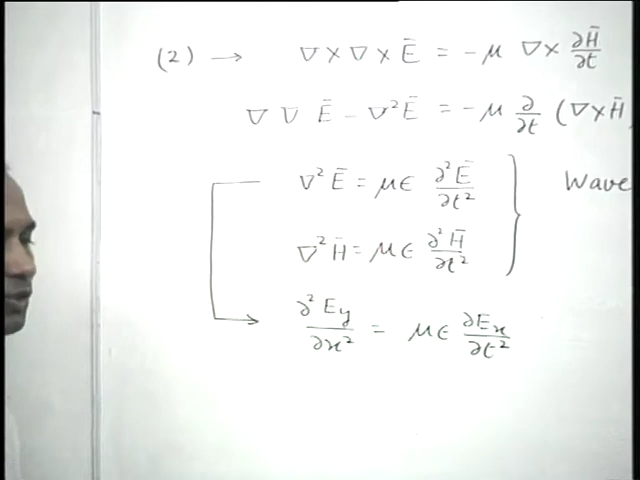 (2) → ∇ × ∇ × Ē = -μ ∇ × ∂H̄/∂t
∇ ∇ Ē - ∇²Ē = -μ ∂/∂t (∇×H̄
∇²Ē = μϵ ∂²Ē/∂t² } Wave
∇²H̄ = μϵ ∂²H̄/∂t²
∂²Ey/∂x² = μϵ ∂Ex/∂t²